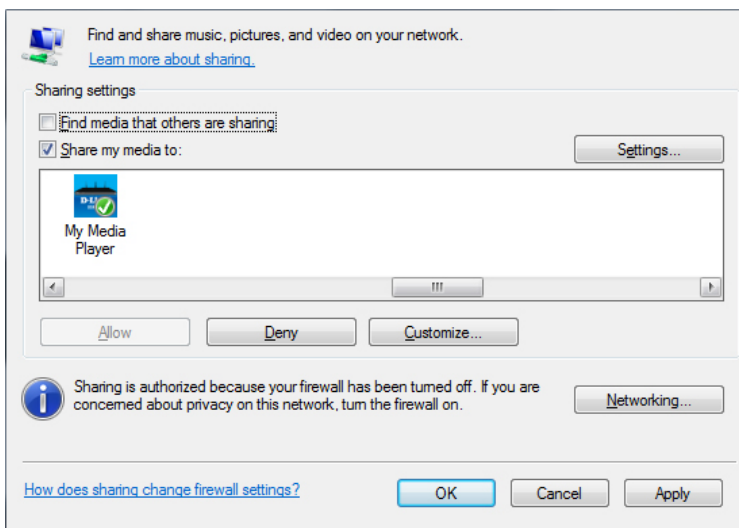 Find and share music, pictures, and video on your network.
Learn more about sharing.
Sharing settings
Find media that others are sharing
Share my media to:
Settings...
My Media
Player
Allow
Deny
Customize...
Sharing is authorized because your firewall has been turned off. If you are
concerned about privacy on this network, turn the firewall on.
Networking...
How does sharing change firewall settings?
OK
Cancel
Apply